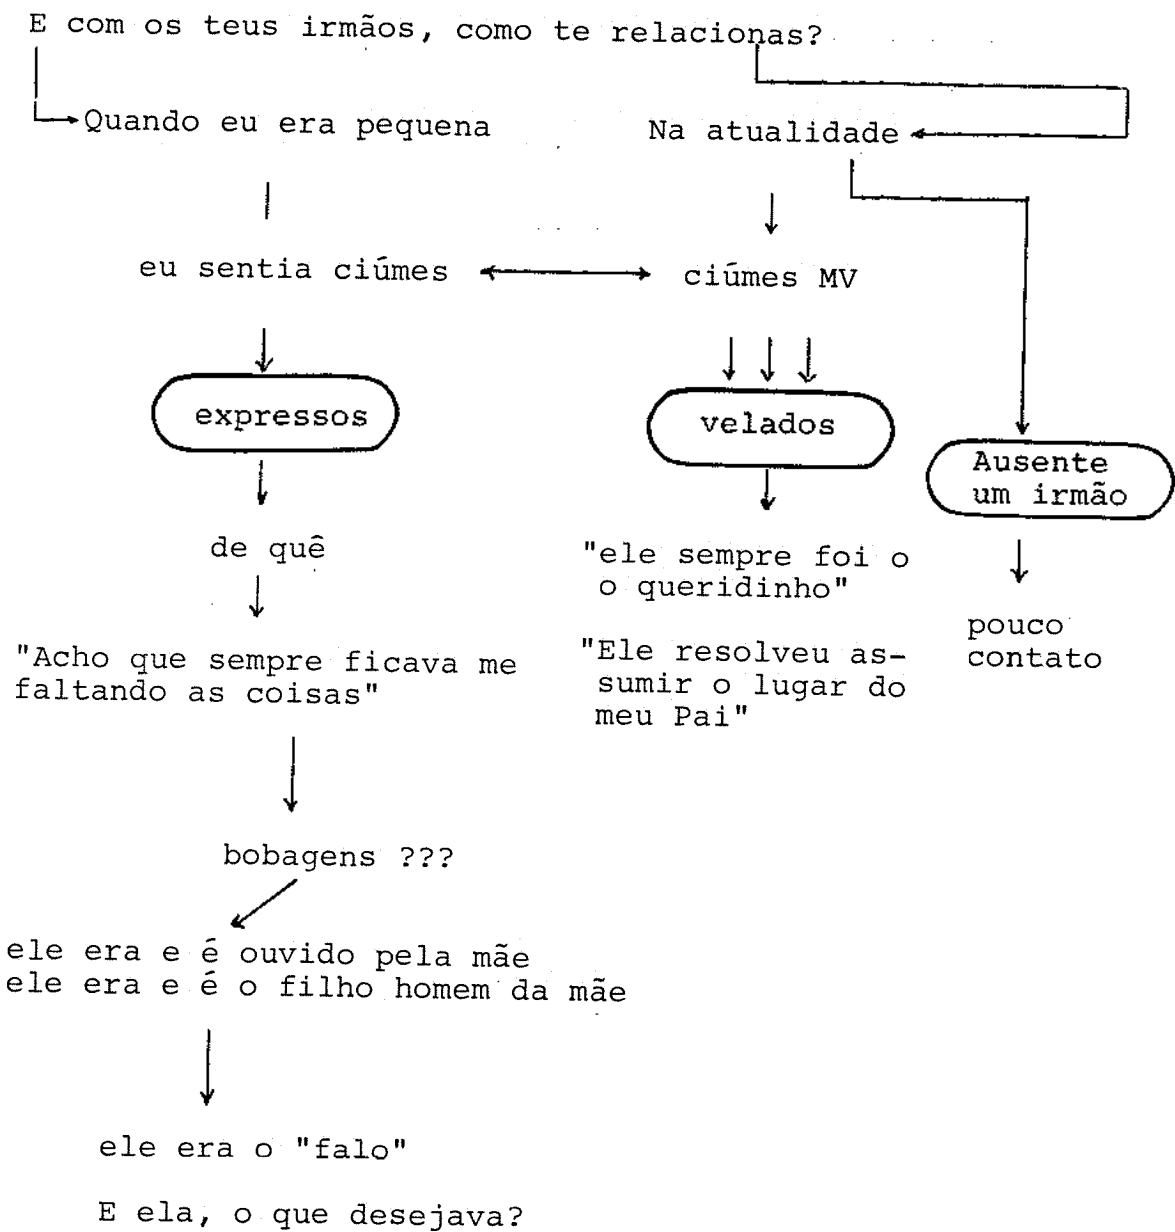 E com os teus irmãos, como te relacionas?
Quando eu era pequena
Na atualidade
eu sentia ciúmes
ciúmes MV
expressos
velados
Ausente
um irmão
de quê
"ele sempre foi o
o queridinho"
pouco
contato
"Acho que sempre ficava me
faltando as coisas"
"Ele resolveu as-
sumir o lugar do
meu Pai"
bobagens ???
ele era e é ouvido pela mãe
ele era e é o filho homem da mãe
ele era o "falo"
E ela, o que desejava?